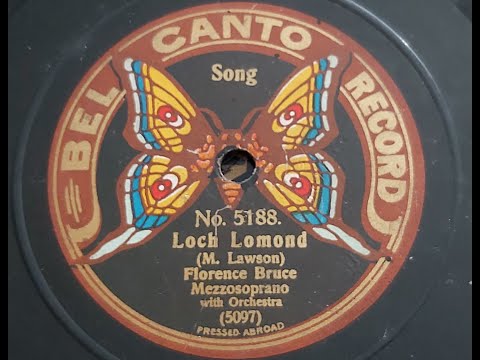 BEL CANTO RECORD
Song
No. 5188.
Loch Lomond
(M. Lawson)
Florence Bruce
Mezzosoprano
with Orchestra
(5097)
PRESSED ABROAD